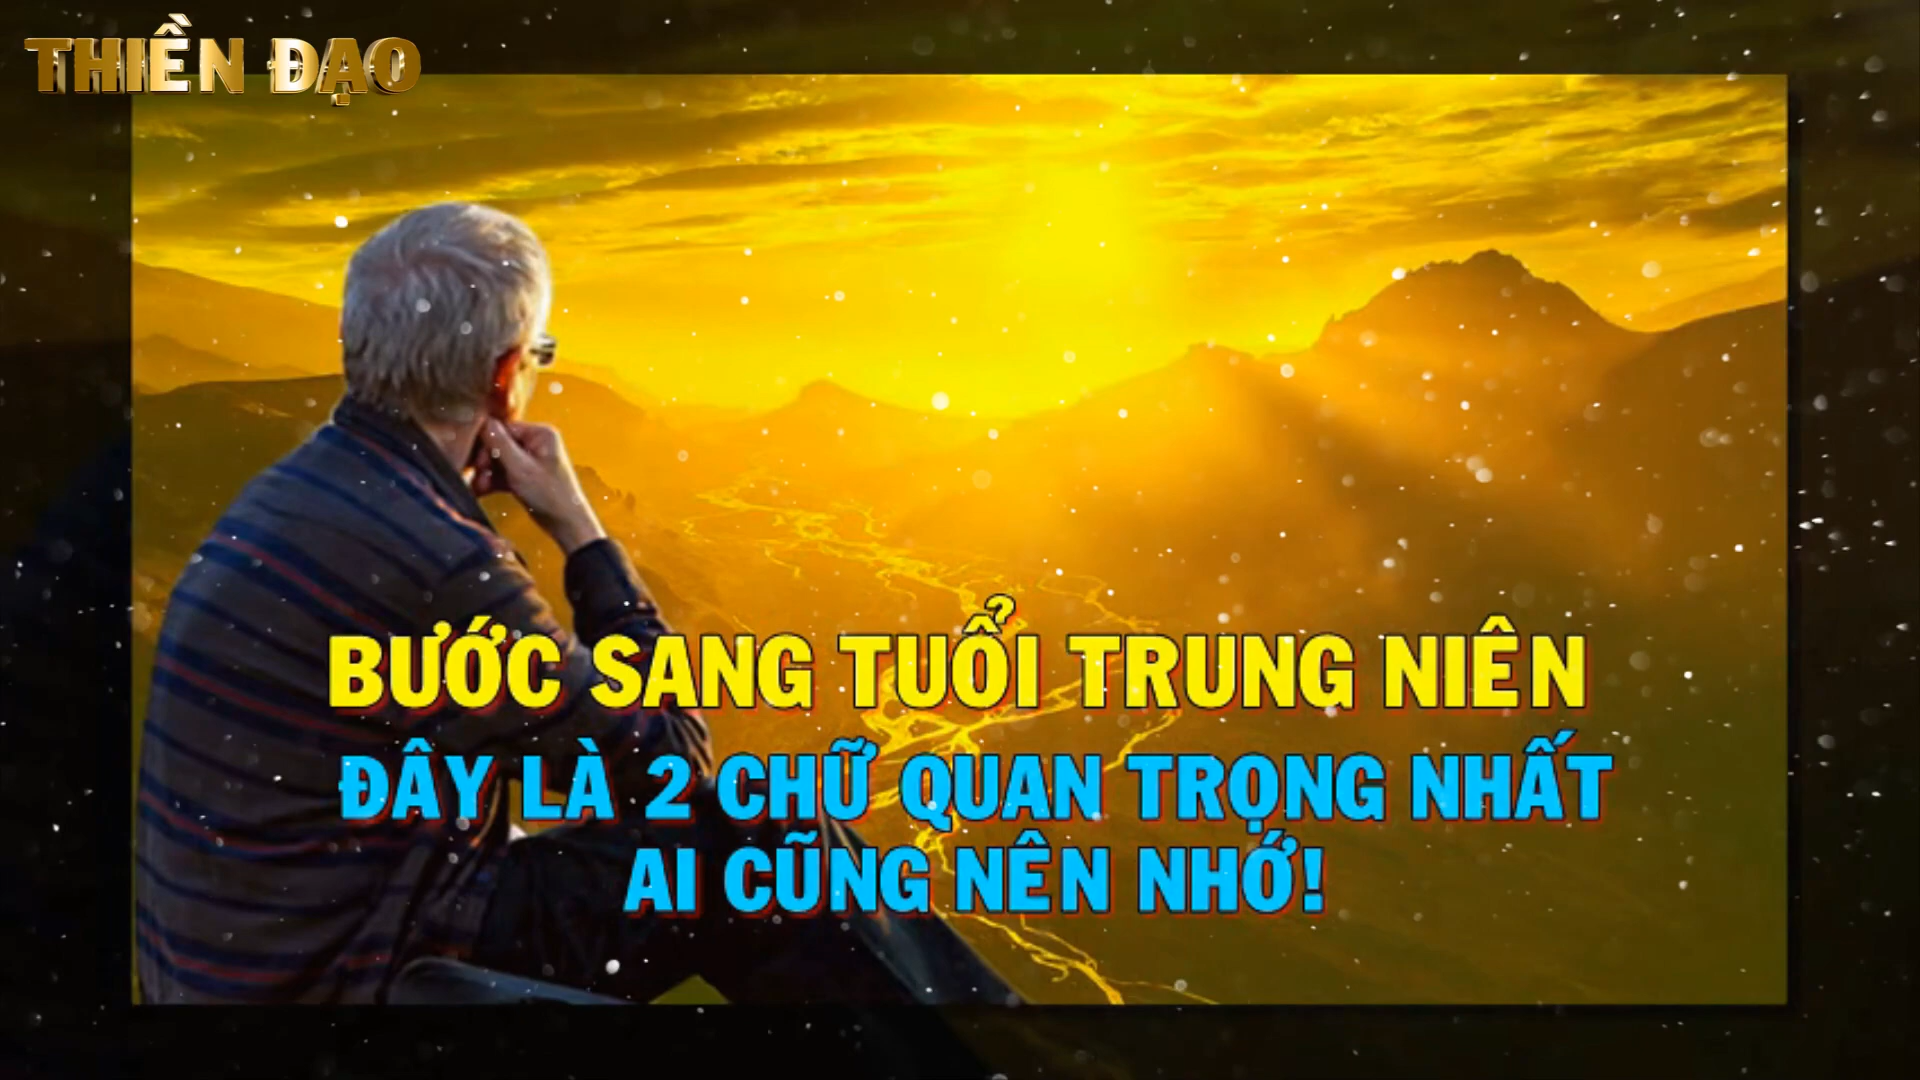 THIỀN ĐẠO
BƯỚC SANG TUỔI TRUNG NIÊN
ĐÂY LÀ 2 CHỮ QUAN TRỌNG NHẤT
AI CŨNG NÊN NHỚ!